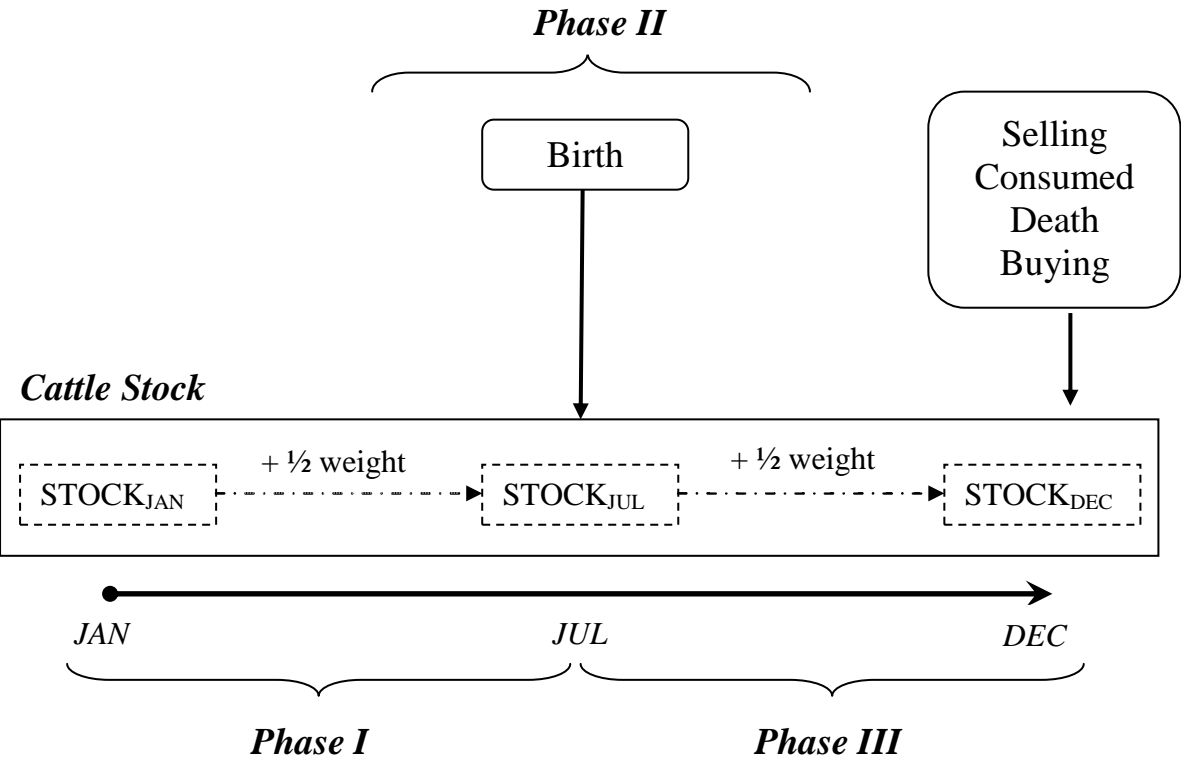 Phase II
Birth
Selling
Consumed
Death
Buying
Cattle Stock
+ ½ weight
+ ½ weight
STOCKJAN
STOCKJUL
STOCKDEC
JAN
JUL
DEC
Phase I
Phase III